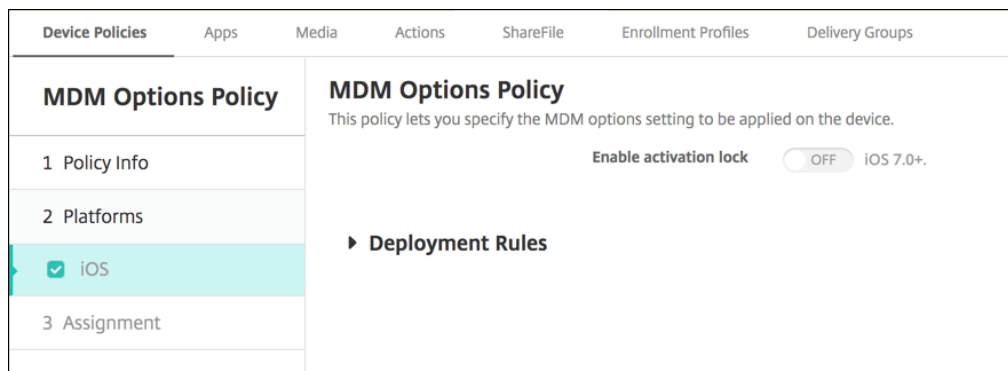 Device Policies Apps Media Actions ShareFile Enrollment Profiles Delivery Groups
MDM Options Policy
1 Policy Info
2 Platforms
iOS
3 Assignment
MDM Options Policy
This policy lets you specify the MDM options setting to be applied on the device.
Enable activation lock OFF iOS 7.0+.
Deployment Rules